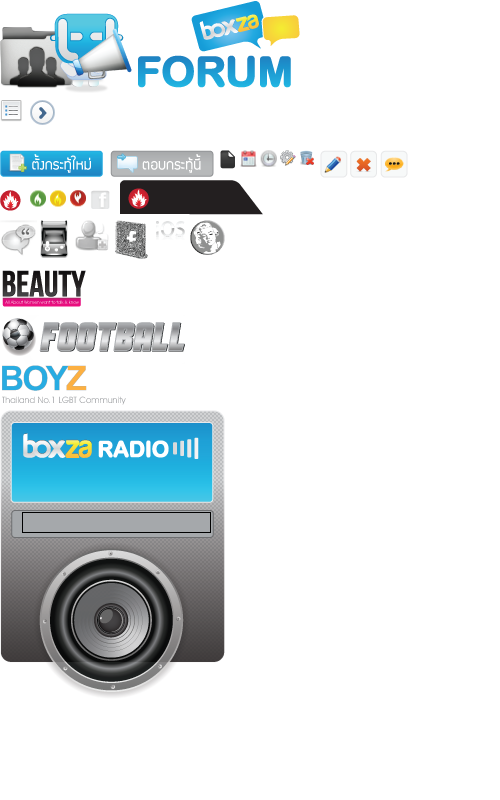 boxza
FORUM
ตั้งกระทู้ใหม่ ตอบกระทู้นี้
f
iOS
BEAUTY
All About Women want to talk & know
FOOTBALL
BOYZ
Thailand No.1 LGBT Community
boxza RADIO